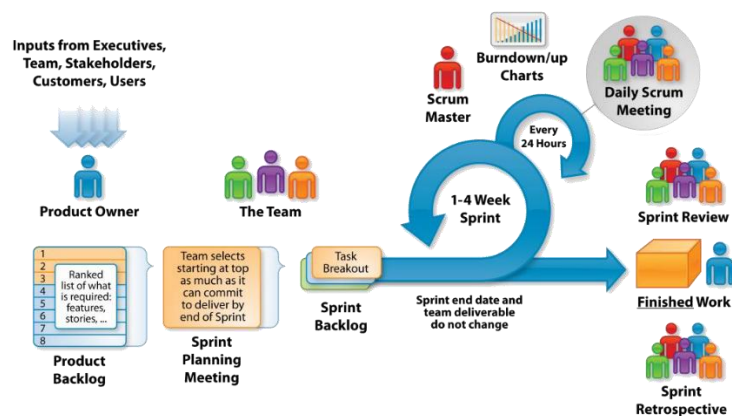 Inputs from Executives,
Team, Stakeholders,
Customers, Users
Product Owner
The Team
Scrum
Master
Burndown/up
Charts
Daily Scrum
Meeting
Every
24 Hours
1-4 Week
Sprint
Sprint Review
1
2
3
4
5
6
7
8
Ranked
list of what
is required:
features,
stories, ...
Product
Backlog
Team selects
starting at top
as much as it
can commit
to deliver by
end of Sprint
Sprint
Planning
Meeting
Task
Breakout
Sprint
Backlog
Sprint end date and
team deliverable
do not change
Finished Work
Sprint
Retrospective